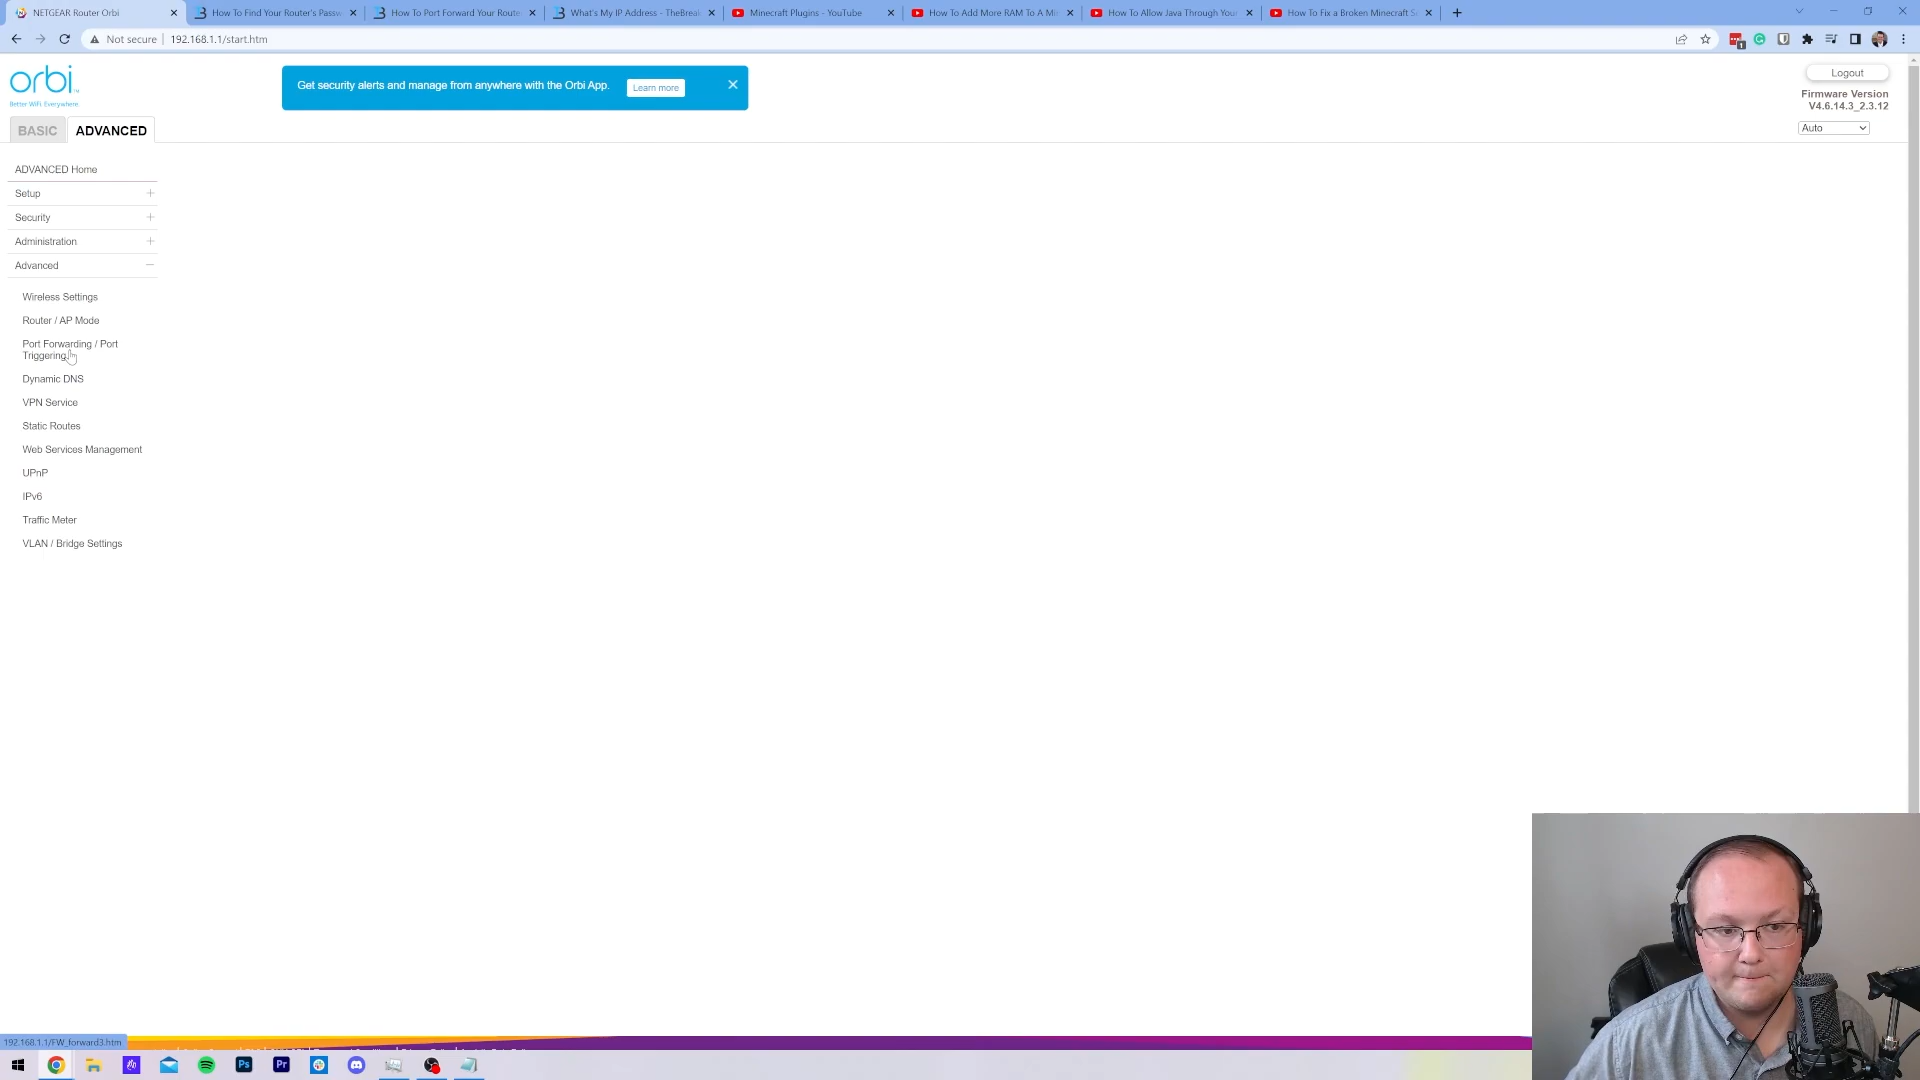 NETGEAR Router Orbi
How To Find Your Router's Passw
How To Port Forward Your Route
What's My IP Address - TheBreak
Minecraft Plugins - YouTube
How To Add More RAM To A Mi
How To Allow Java Through Your
How To Fix a Broken Minecraft S
Not secure
192.168.1.1/start.htm
1
orbi
Better WiFi. Everywhere.
Get security alerts and manage from anywhere with the Orbi App.
Learn more
Logout
Firmware Version
V4.6.14.3_2.3.12
BASIC
ADVANCED
Auto
ADVANCED Home
Setup
Security
Administration
Advanced
Wireless Settings
Router / AP Mode
Port Forwarding / Port
Triggering
Dynamic DNS
VPN Service
Static Routes
Web Services Management
UPnP
IPv6
Traffic Meter
VLAN / Bridge Settings
192.168.1.1/FW_forward3.htm
Ps
Pr